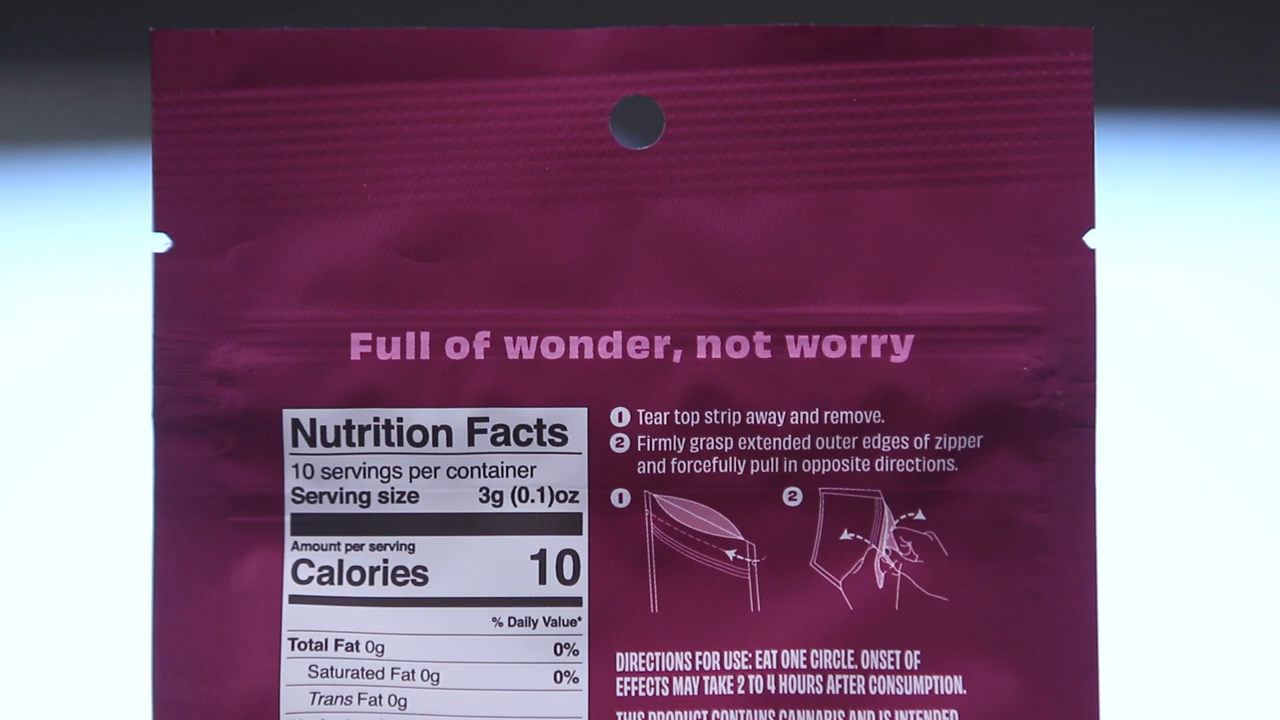 Full of wonder, not worry
Nutrition Facts
10 servings per container
Serving size 3g (0.1)oz
Amount per serving
Calories 10
% Daily Value*
Total Fat 0g 0%
Saturated Fat 0g 0%
Trans Fat 0g
1 Tear top strip away and remove.
2 Firmly grasp extended outer edges of zipper
and forcefully pull in opposite directions.
1 2
DIRECTIONS FOR USE: EAT ONE CIRCLE. ONSET OF
EFFECTS MAY TAKE 2 TO 4 HOURS AFTER CONSUMPTION.
THIS PRODUCT CONTAINS CANNABIS AND IS INTENDED